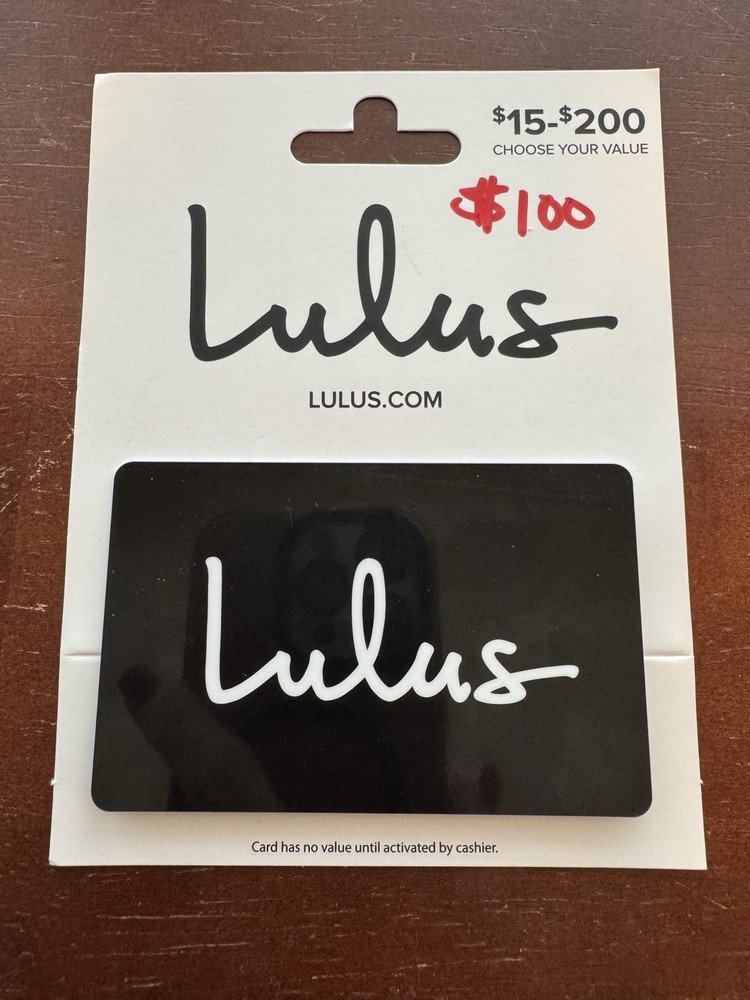 $15-$200
CHOOSE YOUR VALUE
$100
Lulus
LULUS.COM
Lulus
Card has no value until activated by cashier.